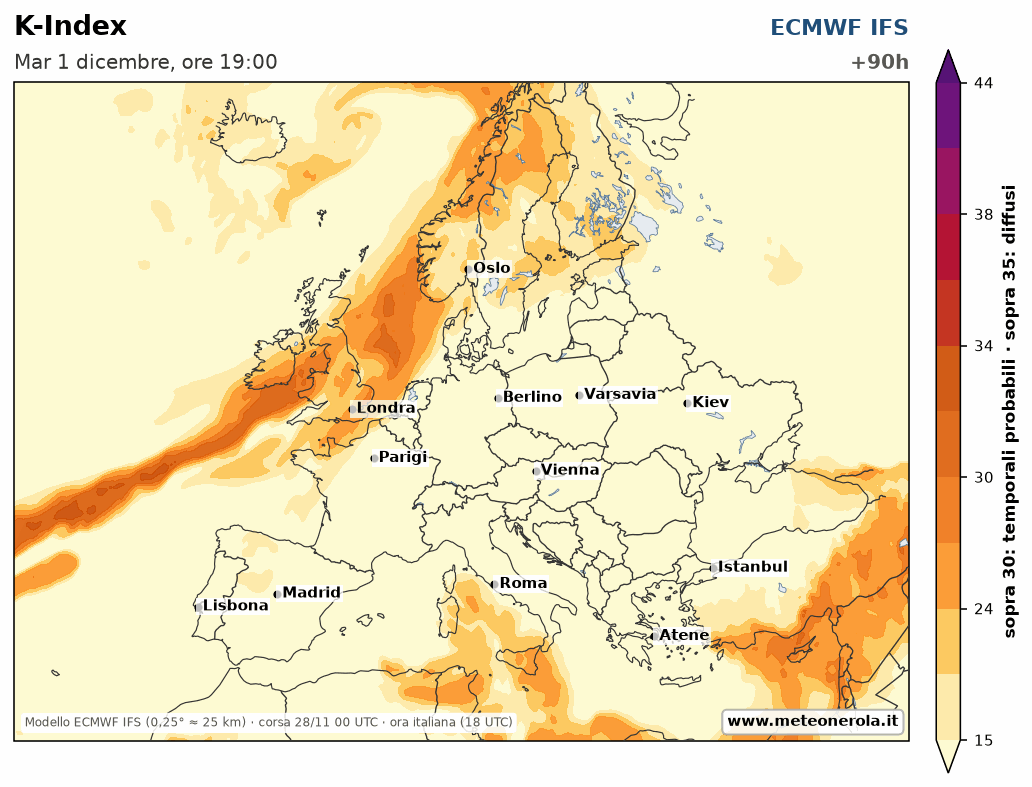 K-Index
ECMWF IFS
Mar 1 dicembre, ore 19:00
+90h
44
38
34
30
24
15
sopra 30: temporali probabili · sopra 35: diffusi
Oslo
Londra
Berlino
Varsavia
Kiev
Parigi
Vienna
Istanbul
Roma
Madrid
Lisbona
Atene
Modello ECMWF IFS (0,25° ≈ 25 km) · corsa 28/11 00 UTC · ora italiana (18 UTC)
www.meteonerola.it